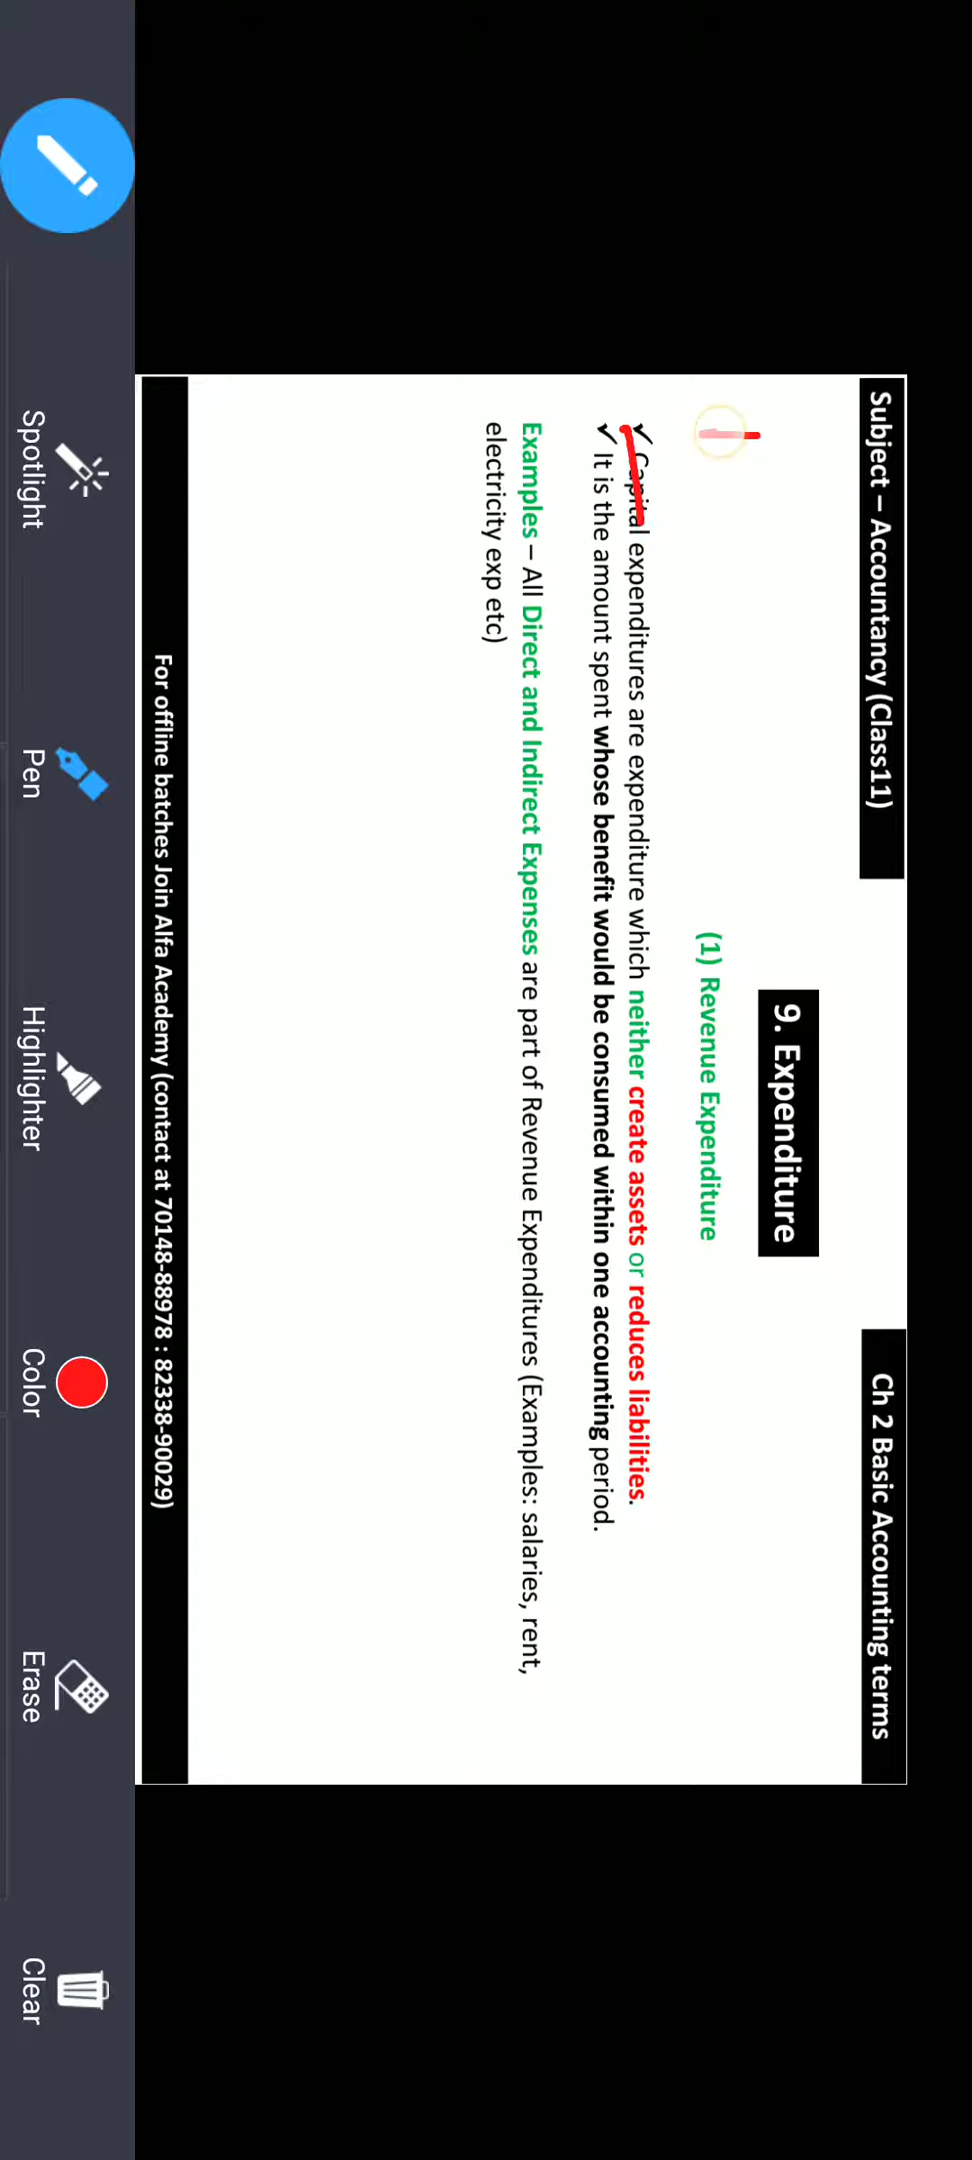 Subject – Accountancy (Class11)
Ch 2 Basic Accounting terms
9. Expenditure
(1) Revenue Expenditure
✓ Capital expenditures are expenditure which neither create assets or reduces liabilities.
✓ It is the amount spent whose benefit would be consumed within one accounting period.
Examples – All Direct and Indirect Expenses are part of Revenue Expenditures (Examples: salaries, rent,
electricity exp etc)
For offline batches Join Alfa Academy (contact at 70148-88978 : 82338-90029)
Spotlight
Pen
Highlighter
Color
Erase
Clear